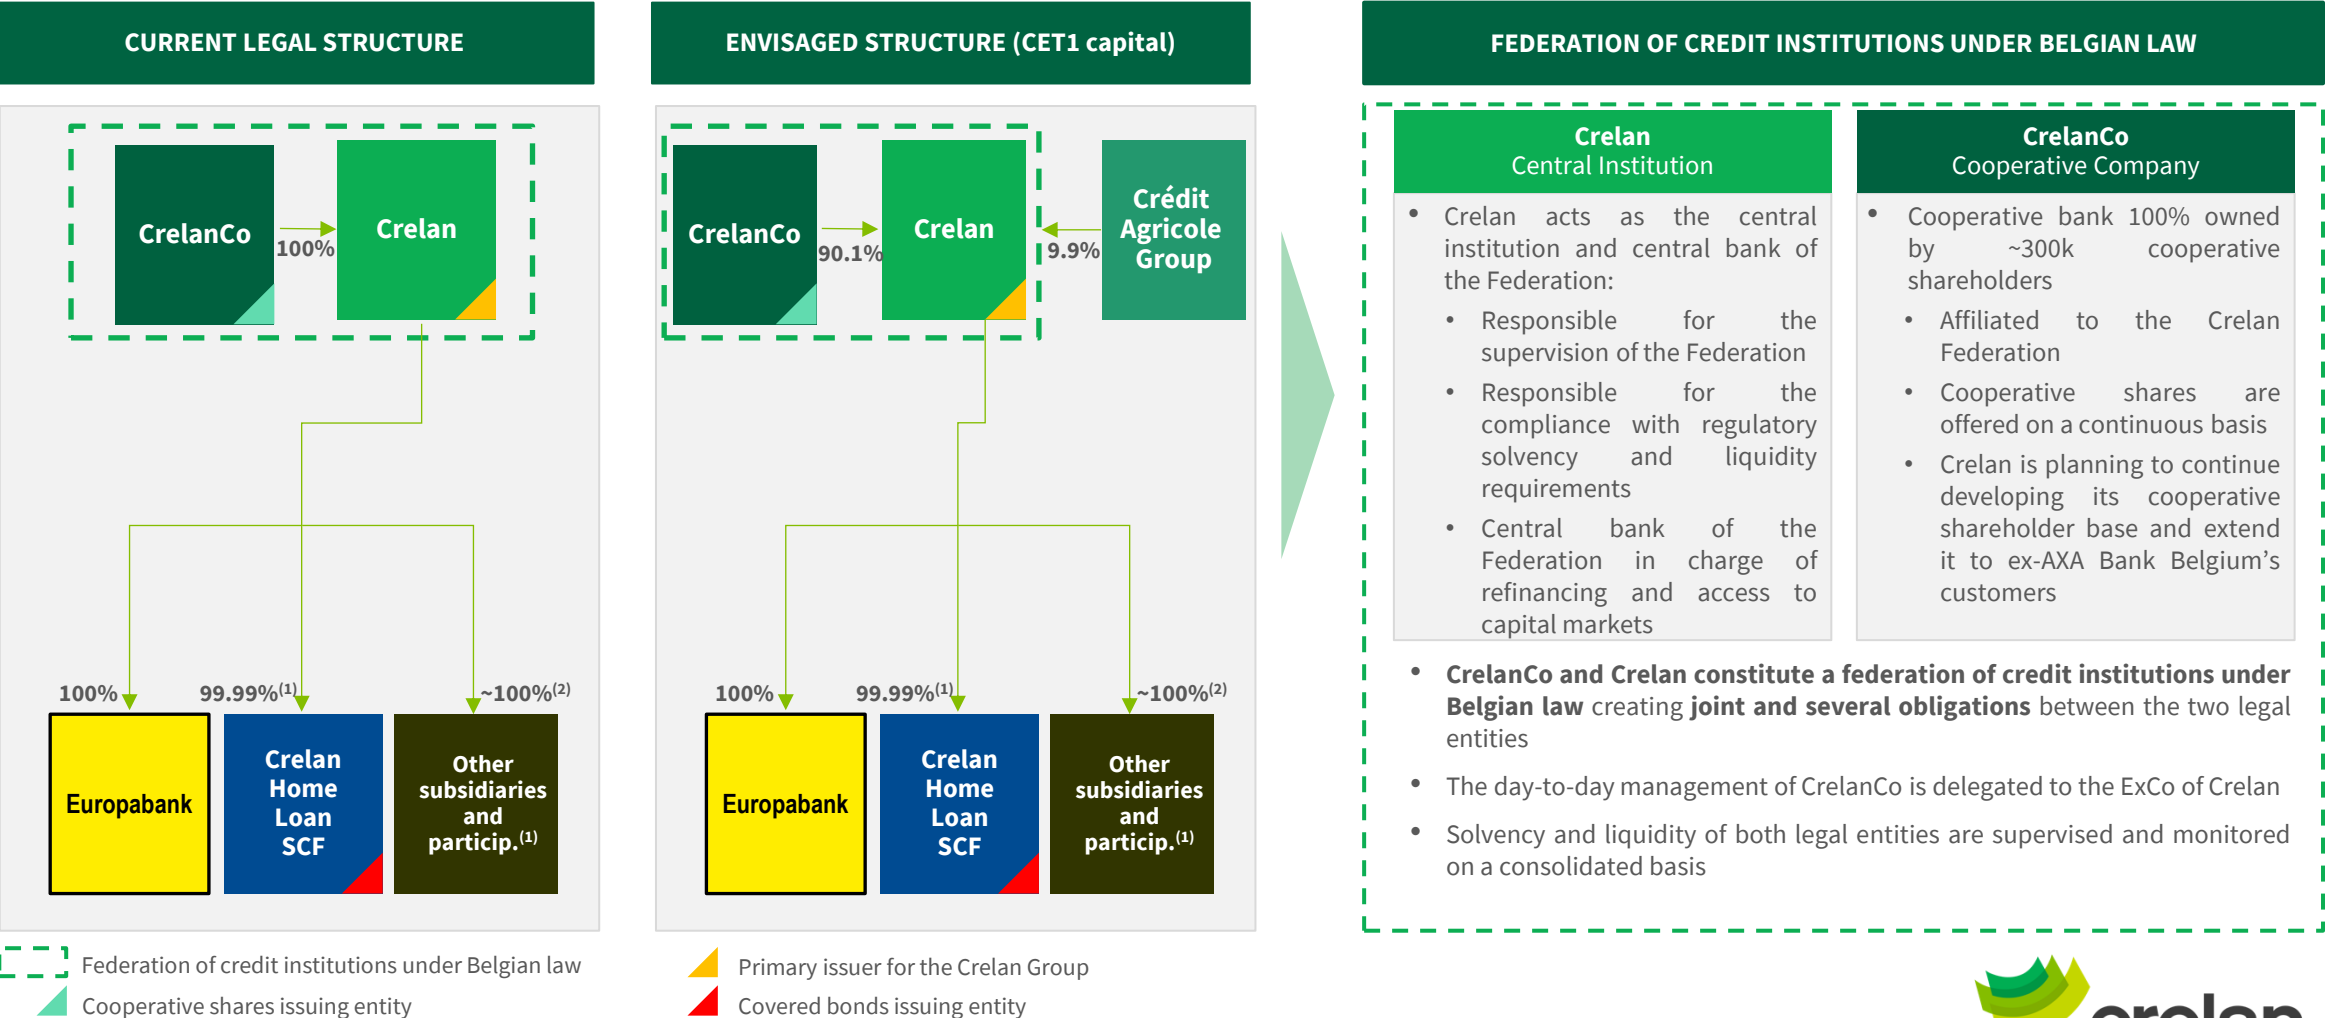 CURRENT LEGAL STRUCTURE
CrelanCo
100%
Crelan
100%
99.99%(1)
~100%(2)
Europabank
Crelan
Home
Loan
SCF
Other
subsidiaries
and
particip.(1)
ENVISAGED STRUCTURE (CET1 capital)
CrelanCo
90.1%
Crelan
9.9%
Crédit
Agricole
Group
100%
99.99%(1)
~100%(2)
Europabank
Crelan
Home
Loan
SCF
Other
subsidiaries
and
particip.(1)
FEDERATION OF CREDIT INSTITUTIONS UNDER BELGIAN LAW
Crelan
Central Institution
• Crelan acts as the central
institution and central bank of
the Federation:
• Responsible for the
supervision of the Federation
• Responsible for the
compliance with regulatory
solvency and liquidity
requirements
• Central bank of the
Federation in charge of
refinancing and access to
capital markets
CrelanCo
Cooperative Company
• Cooperative bank 100% owned
by ~300k cooperative
shareholders
• Affiliated to the Crelan
Federation
• Cooperative shares are
offered on a continuous basis
• Crelan is planning to continue
developing its cooperative
shareholder base and extend
it to ex-AXA Bank Belgium's
customers
• CrelanCo and Crelan constitute a federation of credit institutions under
Belgian law creating joint and several obligations between the two legal
entities
• The day-to-day management of CrelanCo is delegated to the ExCo of Crelan
• Solvency and liquidity of both legal entities are supervised and monitored
on a consolidated basis
Federation of credit institutions under Belgian law
Cooperative shares issuing entity
Primary issuer for the Crelan Group
Covered bonds issuing entity
crelan